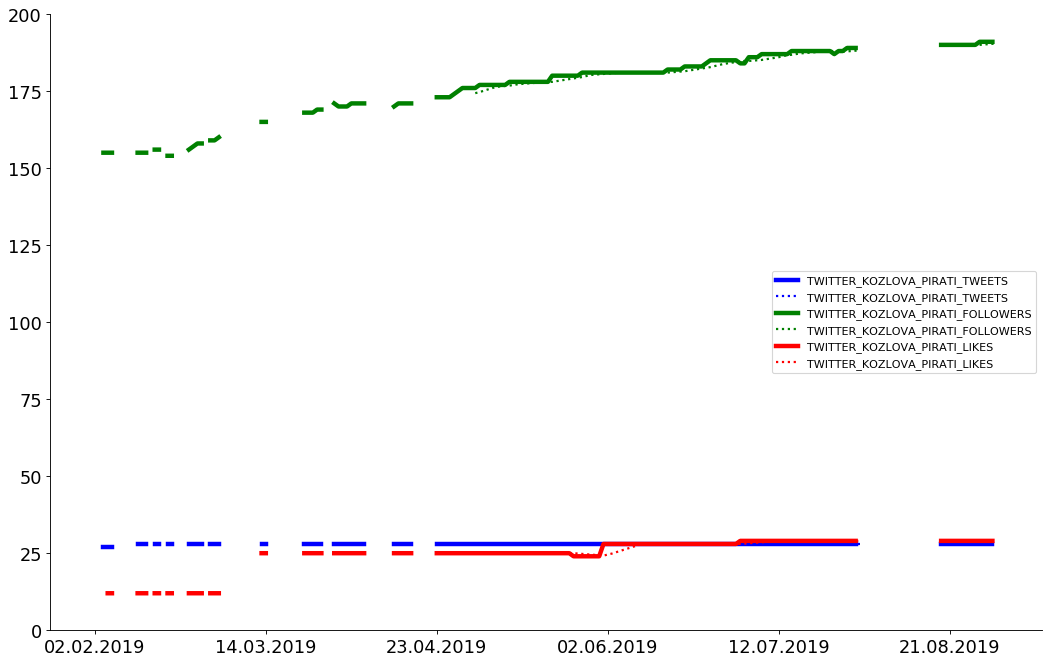 200
175
150
125
100
75
50
25
0
TWITTER_KOZLOVA_PIRATI_TWEETS
TWITTER_KOZLOVA_PIRATI_TWEETS
TWITTER_KOZLOVA_PIRATI_FOLLOWERS
TWITTER_KOZLOVA_PIRATI_FOLLOWERS
TWITTER_KOZLOVA_PIRATI_LIKES
TWITTER_KOZLOVA_PIRATI_LIKES
02.02.2019 14.03.2019 23.04.2019 02.06.2019 12.07.2019 21.08.2019